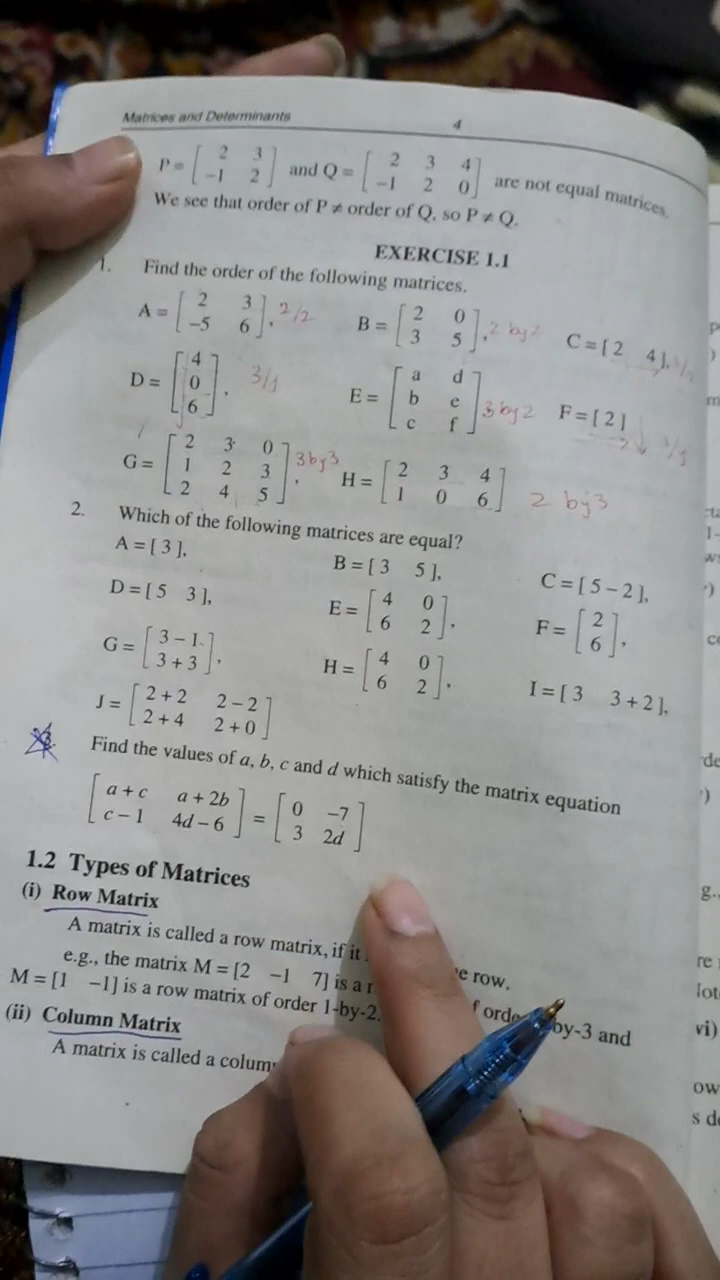 Matrices and Determinants 4
P = [ 2 3 ] and Q = [ 2 3 4 ] are not equal matrices.
[ −1 2 ] [ −1 2 0 ]
We see that order of P ≠ order of Q, so P ≠ Q.
EXERCISE 1.1
1. Find the order of the following matrices.
A = [ 2 3 ], 2/2 B = [ 2 0 ], 2 by 2 C = [ 2 4 ],
[ −5 6 ] [ 3 5 ]
D = [ 4 ], 3/1 E = [ a d ] 3 by 2 F = [ 2 ] 1/1
[ 0 ] [ b e ]
[ 6 ] [ c f ]
G = [ 2 3 0 ], 3 by 3 H = [ 2 3 4 ] 2 by 3
[ 1 2 3 ] [ 1 0 6 ]
[ 2 4 5 ]
2. Which of the following matrices are equal?
A = [ 3 ], B = [ 3 5 ], C = [ 5 − 2 ],
D = [ 5 3 ], E = [ 4 0 ], F = [ 2 ],
[ 6 2 ] [ 6 ]
G = [ 3 − 1 ], H = [ 4 0 ], I = [ 3 3 + 2 ],
[ 3 + 3 ] [ 6 2 ]
J = [ 2 + 2 2 − 2 ]
[ 2 + 4 2 + 0 ]
3. Find the values of a, b, c and d which satisfy the matrix equation
[ a + c a + 2b ] = [ 0 −7 ]
[ c − 1 4d − 6 ] [ 3 2d ]
1.2 Types of Matrices
(i) Row Matrix
A matrix is called a row matrix, if it row.
e.g., the matrix M = [2 −1 7] is a by-3 and
M = [1 −1] is a row matrix of order 1-by-2.
(ii) Column Matrix
A matrix is called a